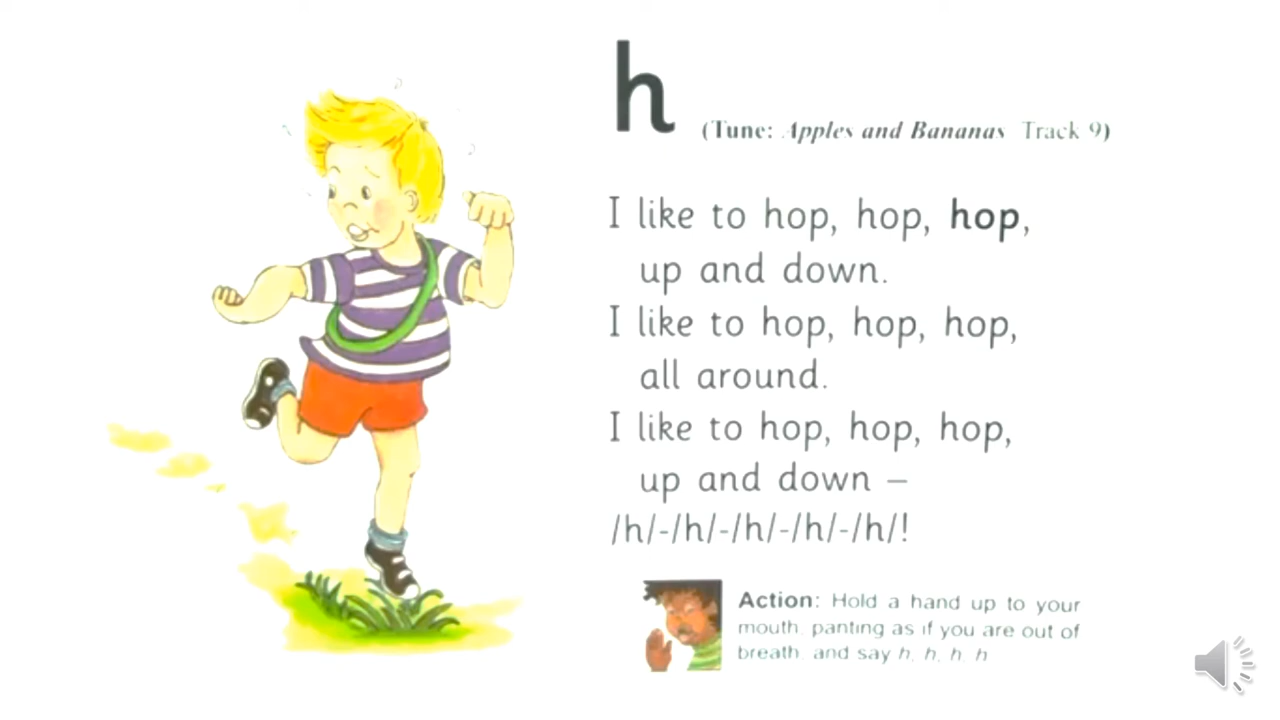 h
(Tune: Apples and Bananas Track 9)
I like to hop, hop, hop,
up and down.
I like to hop, hop, hop,
all around.
I like to hop, hop, hop,
up and down –
/h/-/h/-/h/-/h/-/h/!
Action: Hold a hand up to your
mouth, panting as if you are out of
breath, and say h, h, h, h